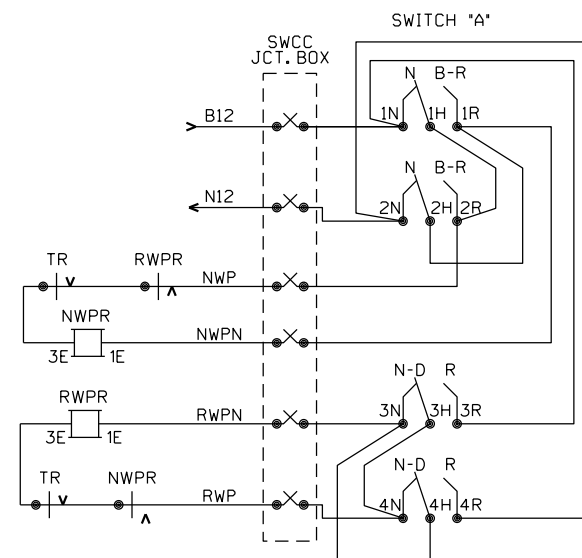 SWITCH "A"
SWCC
JCT.BOX
N B-R
B12
1N 1H 1R
N B-R
N12
2N 2H 2R
TR RWPR
NWP
NWPR
NWPN
3E 1E
N-D R
RWPR
RWPN
3N 3H 3R
3E 1E
N-D R
TR NWPR
RWP
4N 4H 4R